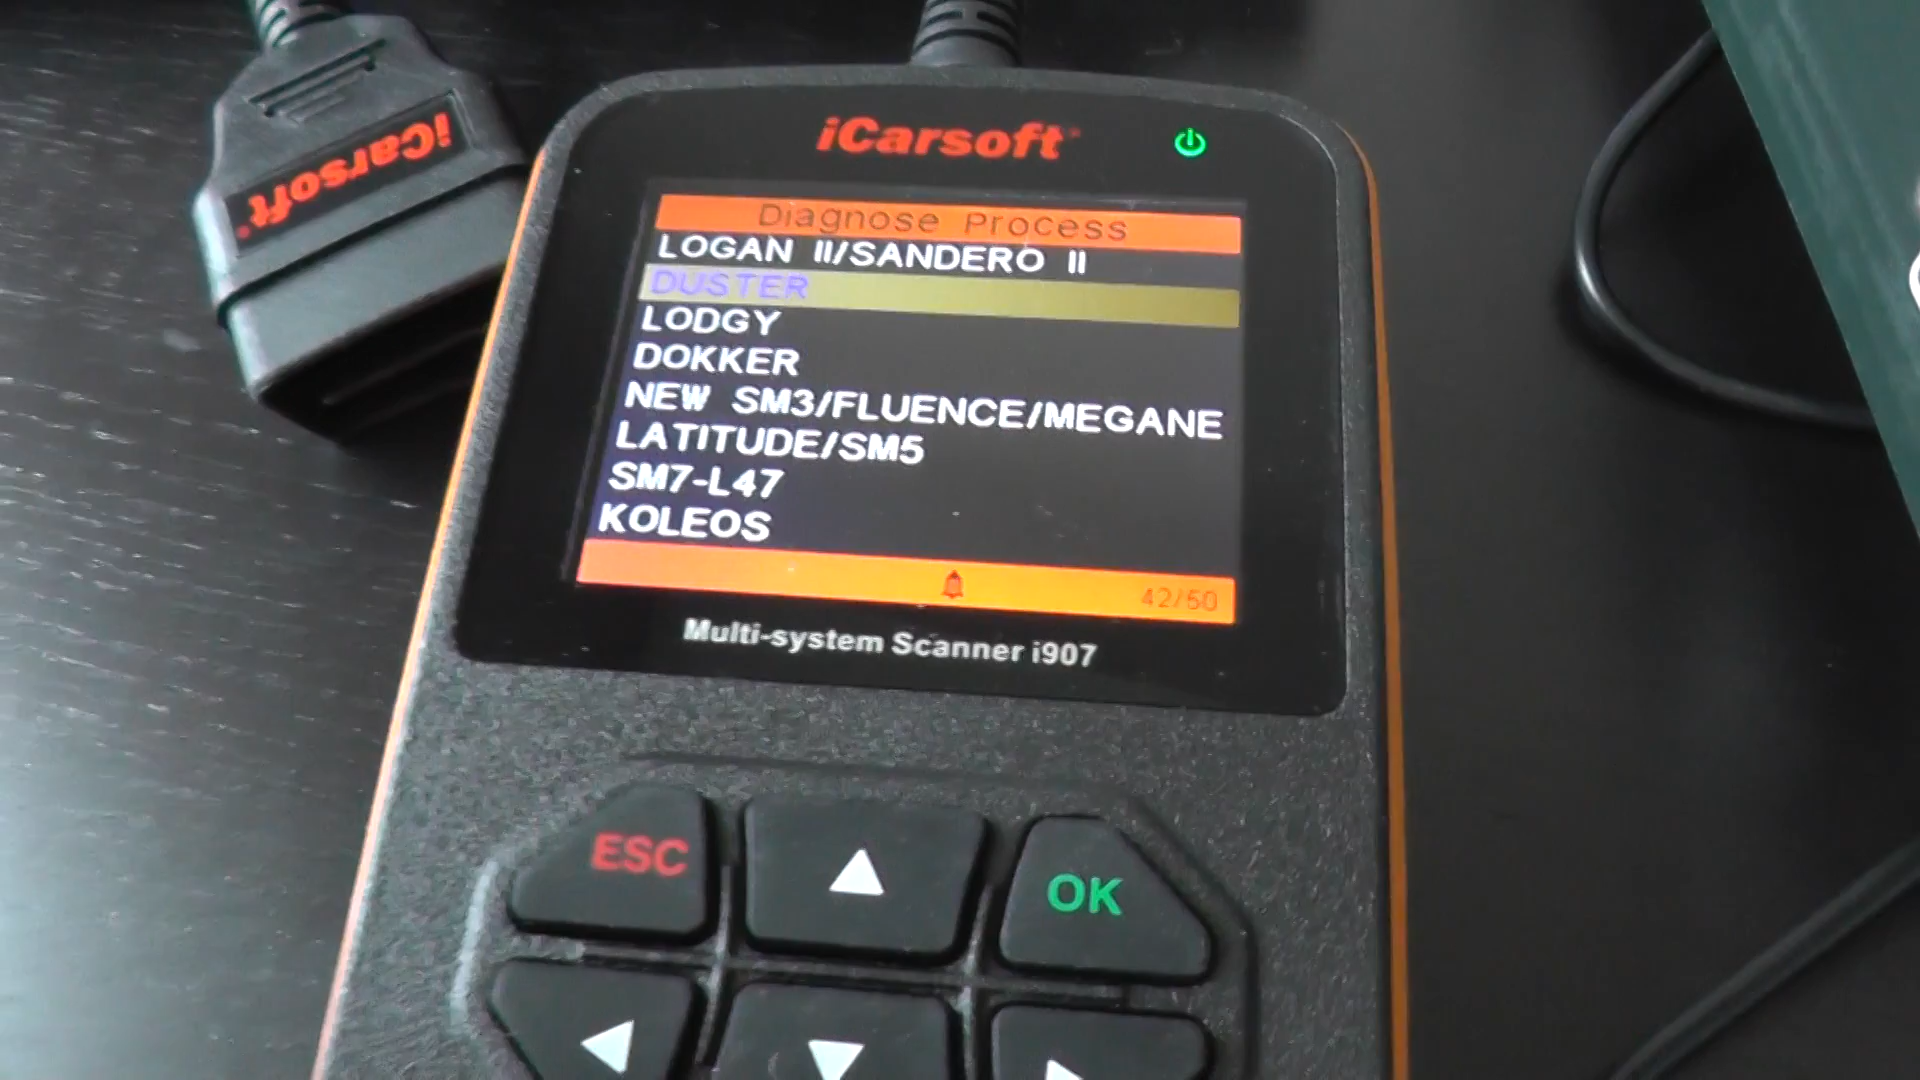 iCarsoft
iCarsoft
Diagnose Process
LOGAN II/SANDERO II
DUSTER
LODGY
DOKKER
NEW SM3/FLUENCE/MEGANE
LATITUDE/SM5
SM7-L47
KOLEOS
42/50
Multi-system Scanner i907
ESC
OK